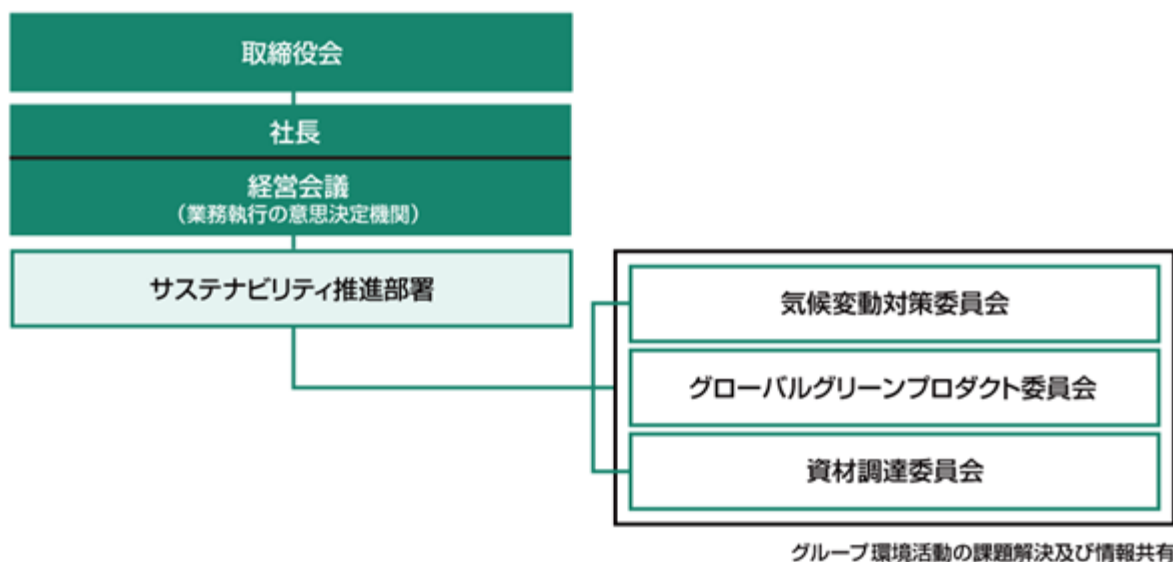 取締役会
社長
経営会議
（業務執行の意思決定機関）
サステナビリティ推進部署
気候変動対策委員会
グローバルグリーンプロダクト委員会
資材調達委員会
グループ環境活動の課題解決及び情報共有